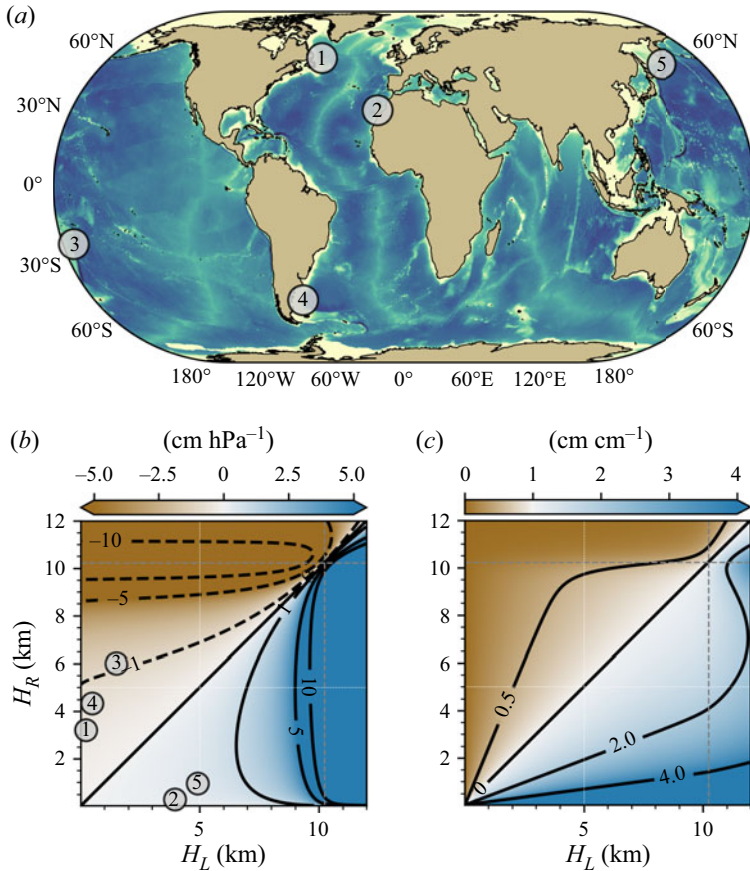 (a)
60°N 60°N
1
5
2
30°N
0°
3
30°S
4
60°S 60°S
180° 120°W 60°W 0° 60°E 120°E 180°
(b) (cm hPa⁻¹) (c) (cm cm⁻¹)
−5.0 −2.5 0 2.5 5.0 0 1 2 3 4
12 12
−10
10 10
−5
8 8
1
H_R (km)
6 3 −1 6
4 4 0.5
10
1 5 2.0
2 2
5 4.0
2 0
5 10 5 10
H_L (km) H_L (km)